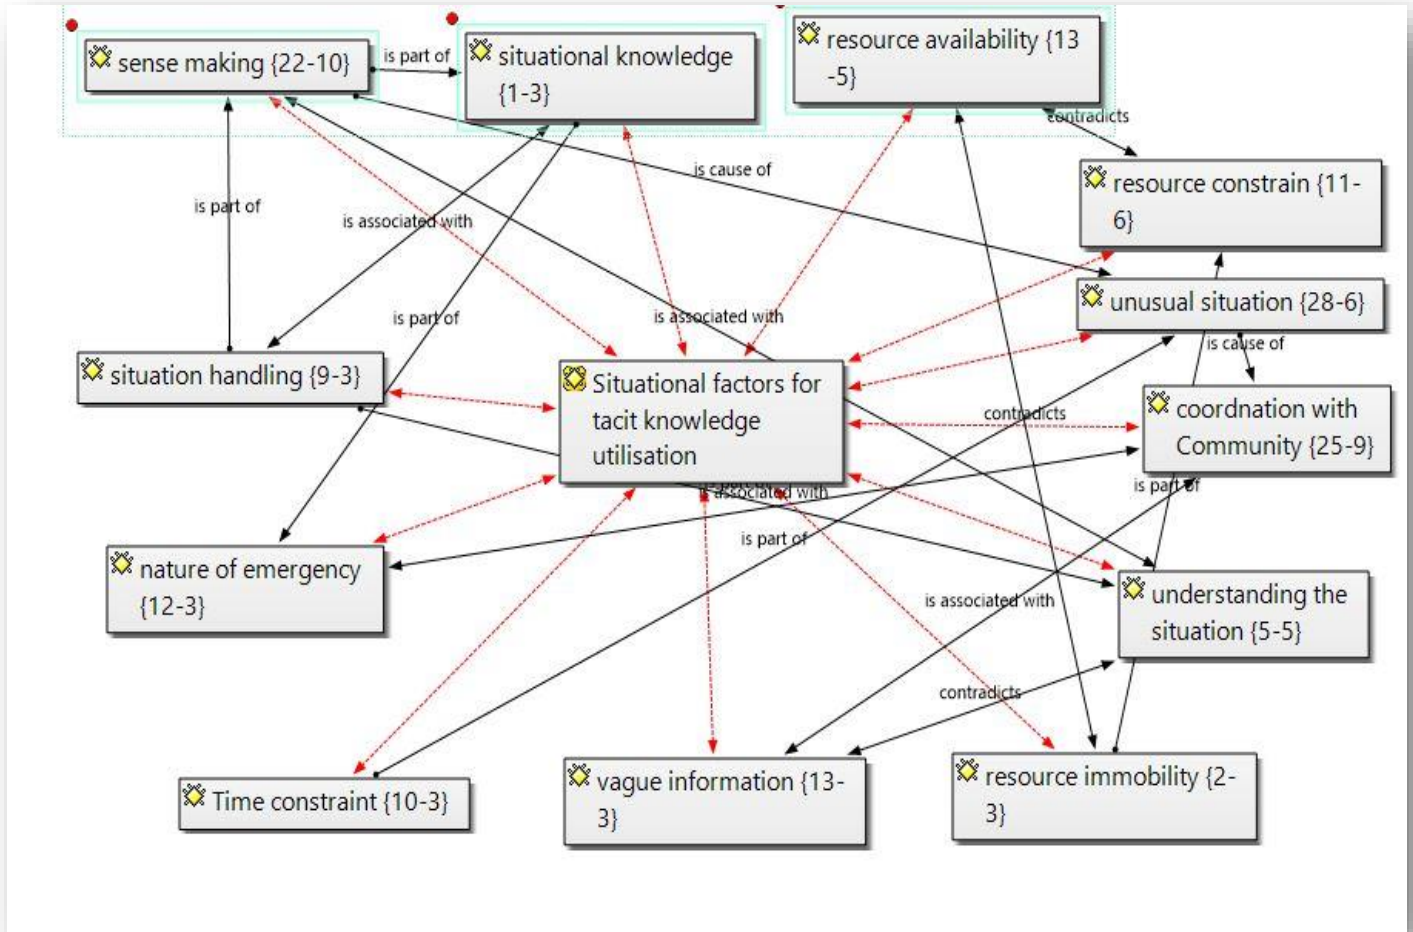 sense making {22-10}
is part of
situational knowledge
{1-3}
resource availability {13
-5}
contradicts
resource constrain {11-
6}
is cause of
is part of
is associated with
unusual situation {28-6}
is part of
is associated with
is cause of
situation handling {9-3}
Situational factors for
tacit knowledge
utilisation
contradicts
coordnation with
Community {25-9}
is associated with
is part of
is part of
nature of emergency
{12-3}
understanding the
situation {5-5}
is associated with
contradicts
Time constraint {10-3}
vague information {13-
3}
resource immobility {2-
3}